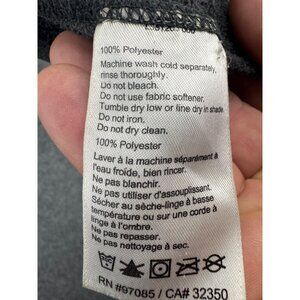 100% Polyester
Machine wash cold separately,
rinse thoroughly.
Do not bleach.
Do not use fabric softener.
Tumble dry low or line dry in shade.
Do not iron.
Do not dry clean.
100% Polyester
Laver à la machine séparément à
l'eau froide, bien rincer.
Ne pas blanchir.
Ne pas utiliser d'assouplissant.
Sécher au sèche-linge à basse
température ou sur une corde à
linge à l'ombre.
Ne pas repasser.
Ne pas nettoyage à sec.
RN #97085 / CA# 32350